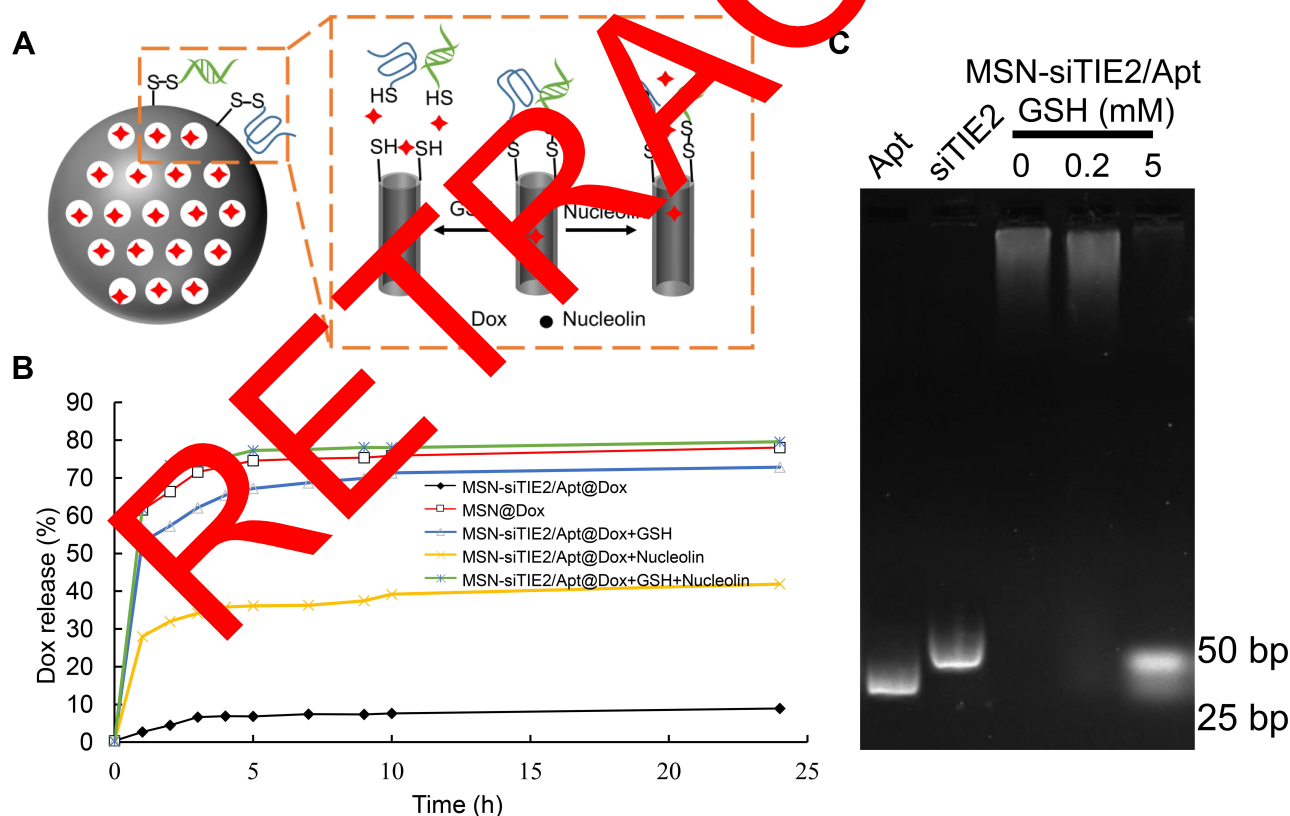 A
S-S
S-S
HS
HS
SH
SH
S
S
S
S
S
S
Nucleolin
Dox
Nucleolin
RETRAC
B
90
80
70
60
50
40
30
20
10
0
Dox release (%)
0
5
10
15
20
25
Time (h)
MSN-siTIE2/Apt@Dox
MSN@Dox
MSN-siTIE2/Apt@Dox+GSH
MSN-siTIE2/Apt@Dox+Nucleolin
MSN-siTIE2/Apt@Dox+GSH+Nucleolin
C
MSN-siTIE2/Apt
GSH (mM)
Apt
siTIE2
0
0.2
5
50 bp
25 bp